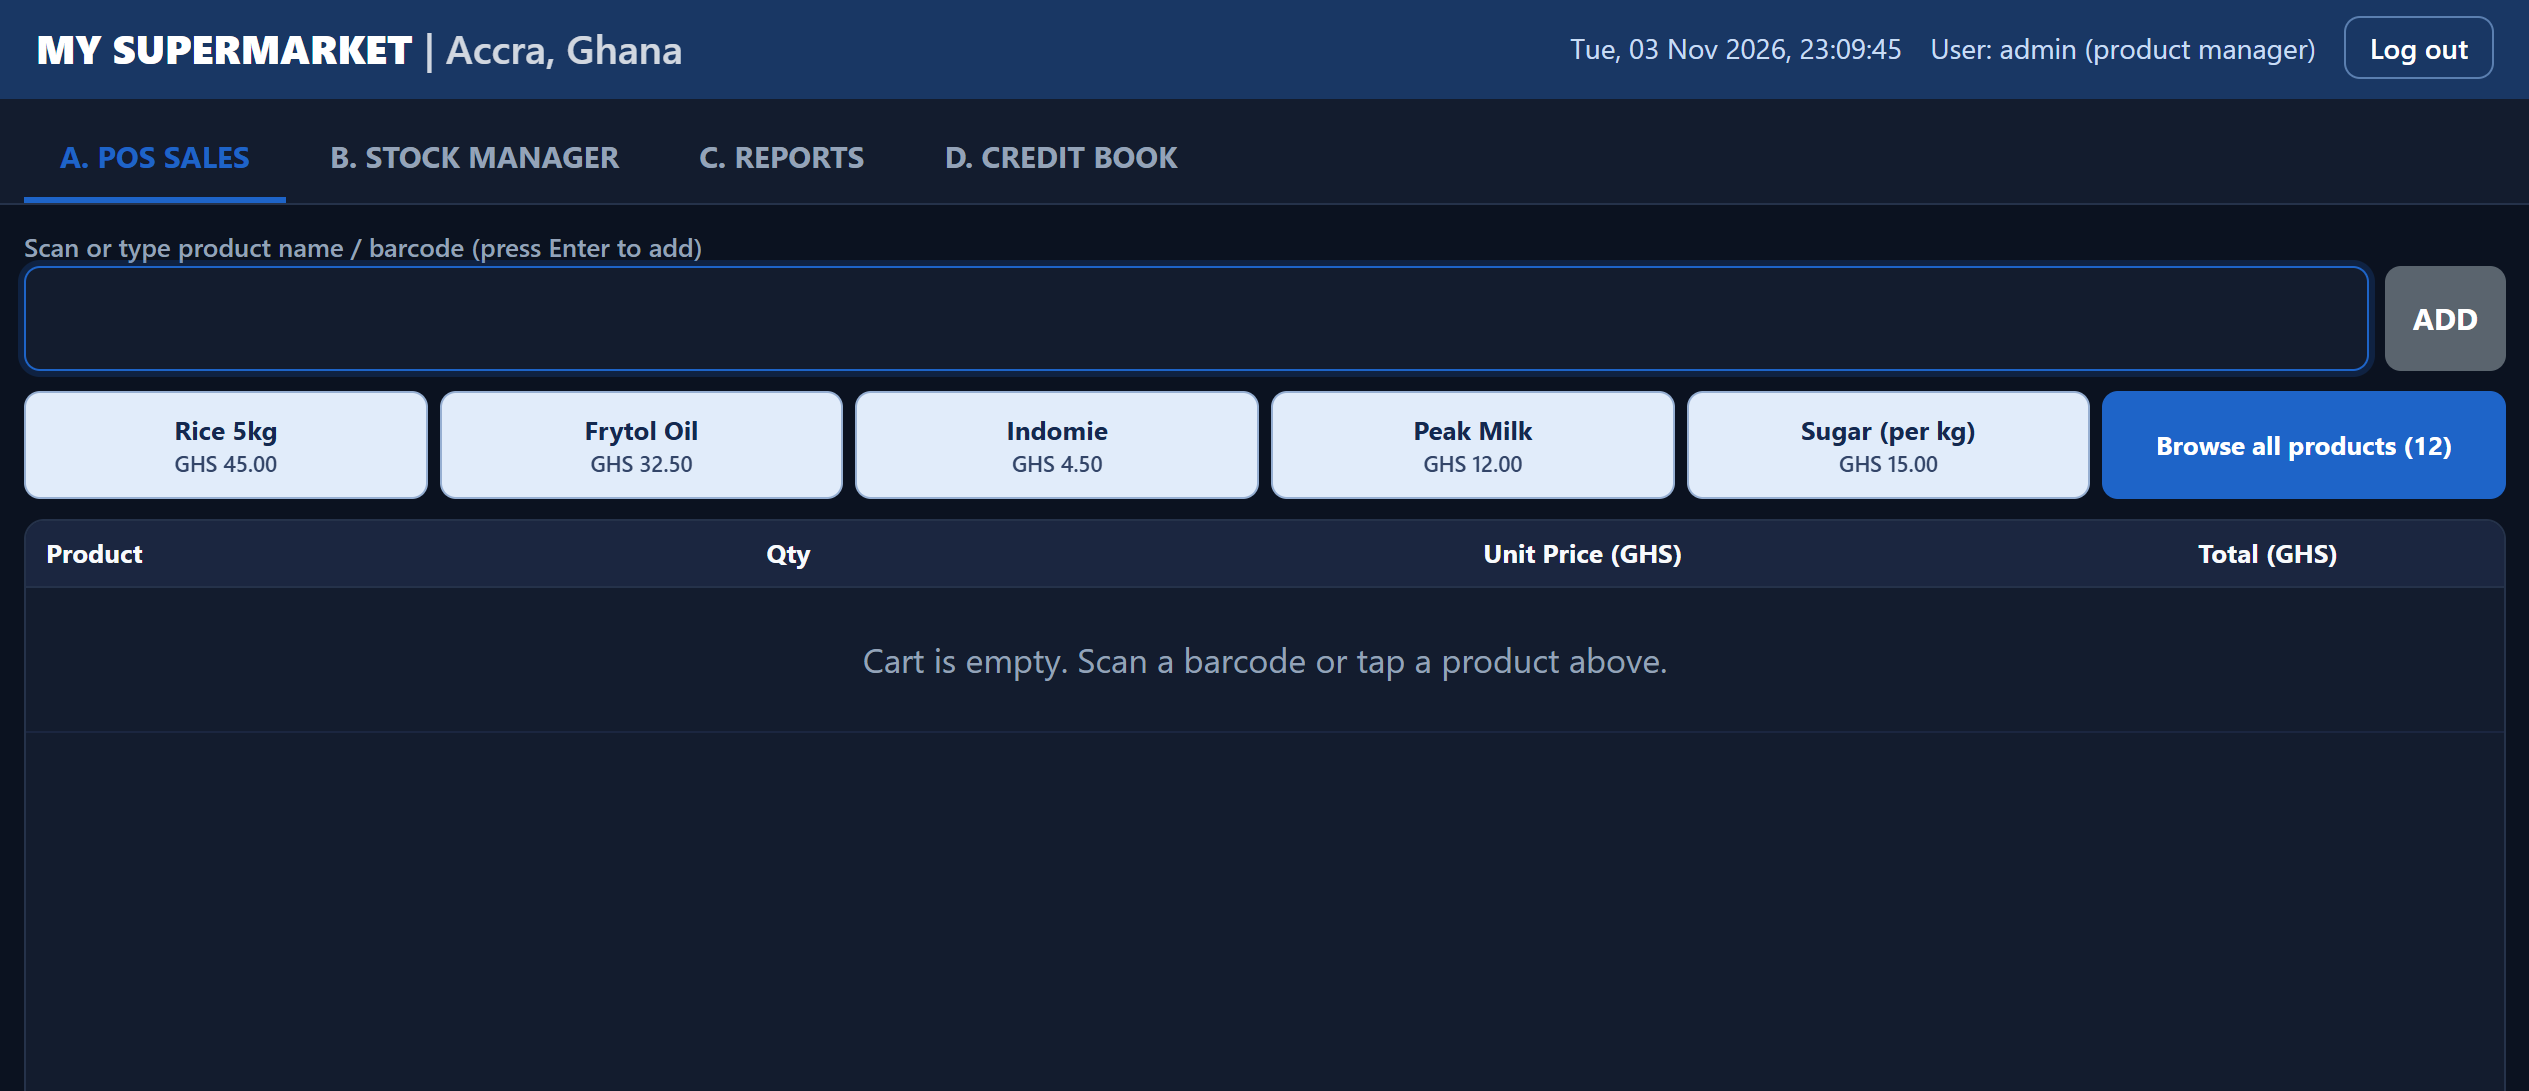 MY SUPERMARKET | Accra, Ghana
Tue, 03 Nov 2026, 23:09:45
User: admin (product manager)
Log out
A. POS SALES
B. STOCK MANAGER
C. REPORTS
D. CREDIT BOOK
Scan or type product name / barcode (press Enter to add)
ADD
Rice 5kg
GHS 45.00
Frytol Oil
GHS 32.50
Indomie
GHS 4.50
Peak Milk
GHS 12.00
Sugar (per kg)
GHS 15.00
Browse all products (12)
Product
Qty
Unit Price (GHS)
Total (GHS)
Cart is empty. Scan a barcode or tap a product above.